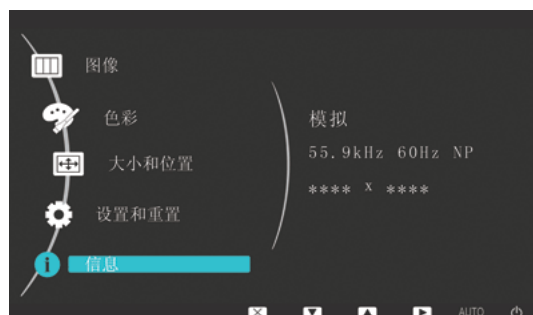 图像
色彩
大小和位置
设置和重置
信息
模拟
55.9kHz 60Hz NP
**** x ****
AUTO